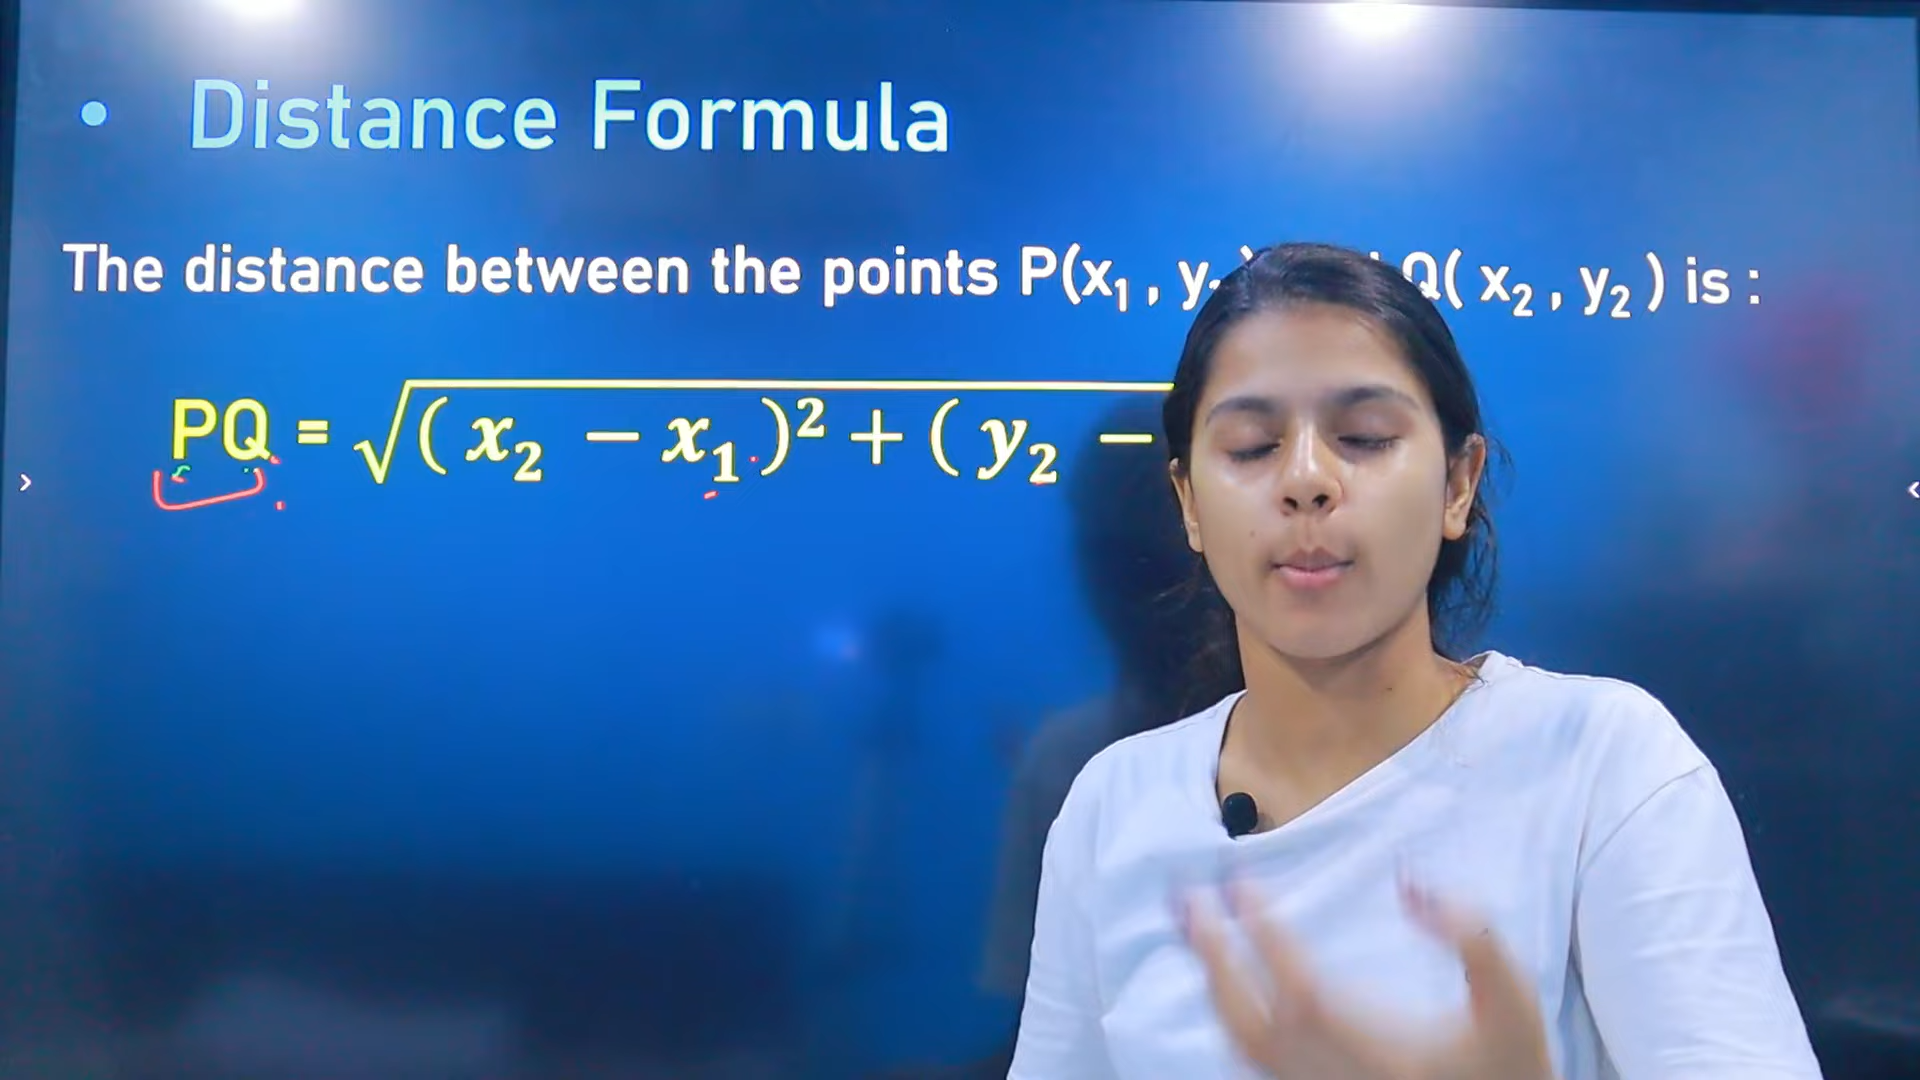 • Distance Formula
The distance between the points P(x₁ , y Q( x₂ , y₂ ) is :
PQ = √( x₂ − x₁ )² + ( y₂ −